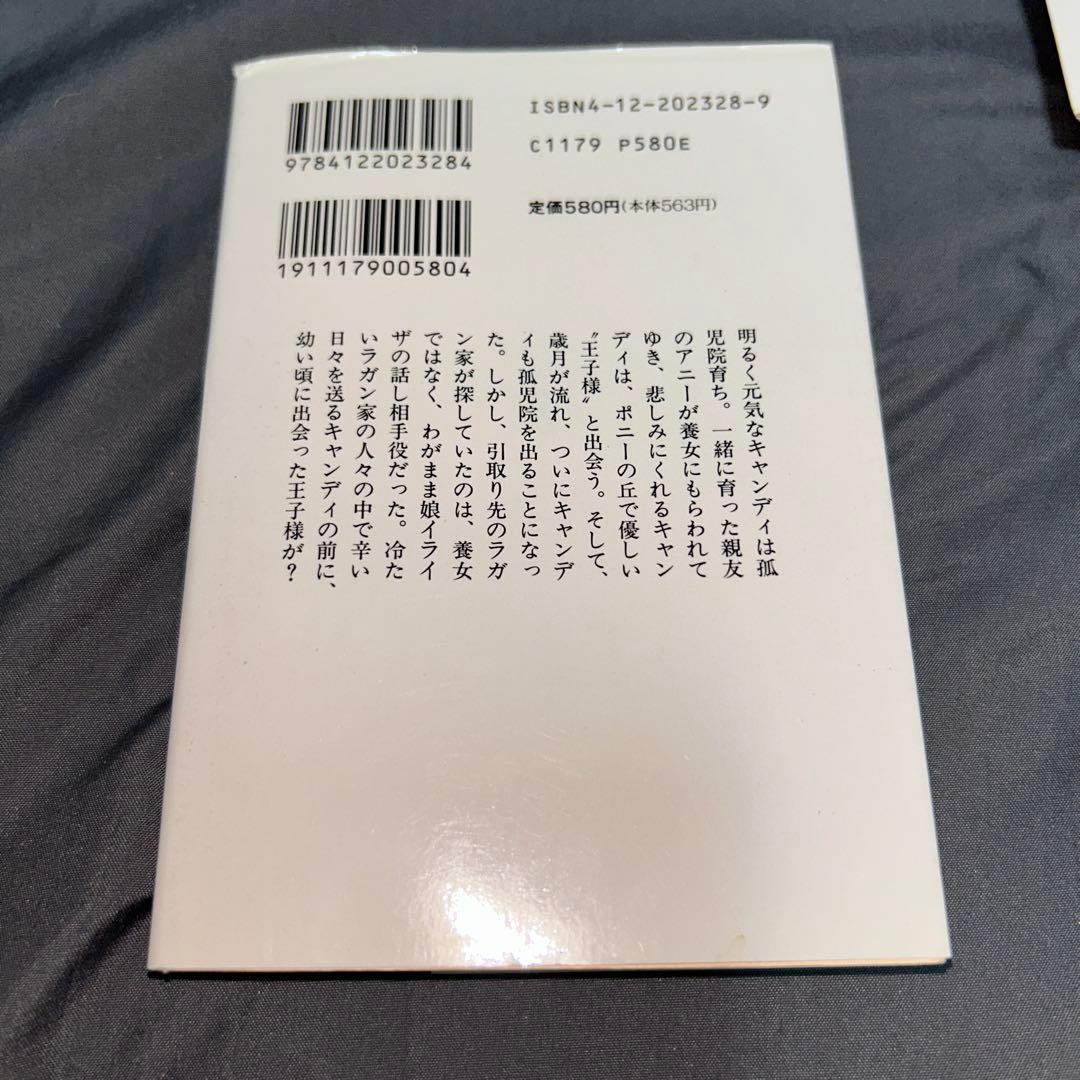 ISBN4-12-202328-9
C1179 P580E
定価580円(本体563円)
9784122023284
1911179005804
明るく元気なキャンディは孤
児院育ち。一緒に育った親友
のアニーが養女にもらわれて
ゆき、悲しみにくれるキャン
ディは、ポニーの丘で優しい
〝王子様〟と出会う。そして、
歳月が流れ、ついにキャンデ
ィも孤児院を出ることになっ
た。しかし、引取り先のラガ
ン家が探していたのは、養女
ではなく、わがまま娘イライ
ザの話し相手役だった。冷た
いラガン家の人々の中で辛い
日々を送るキャンディの前に、
幼い頃に出会った王子様が?